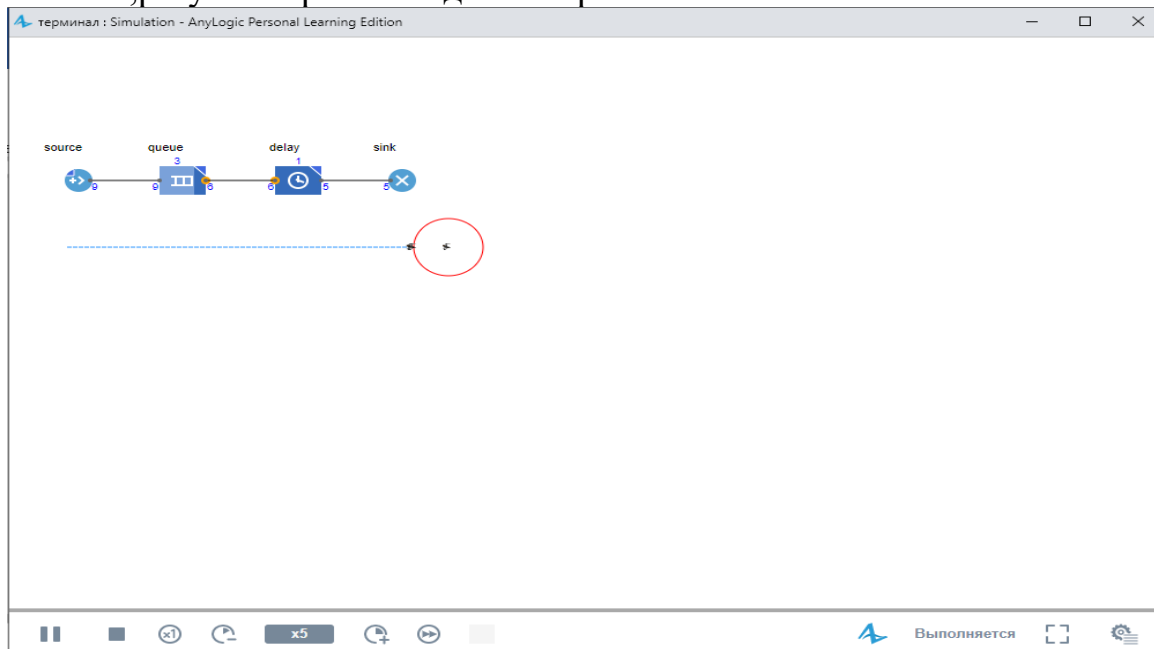 терминал : Simulation - AnyLogic Personal Learning Edition
source queue delay sink
3 1
9 9 6 6 5 5
x1 x5 Выполняется